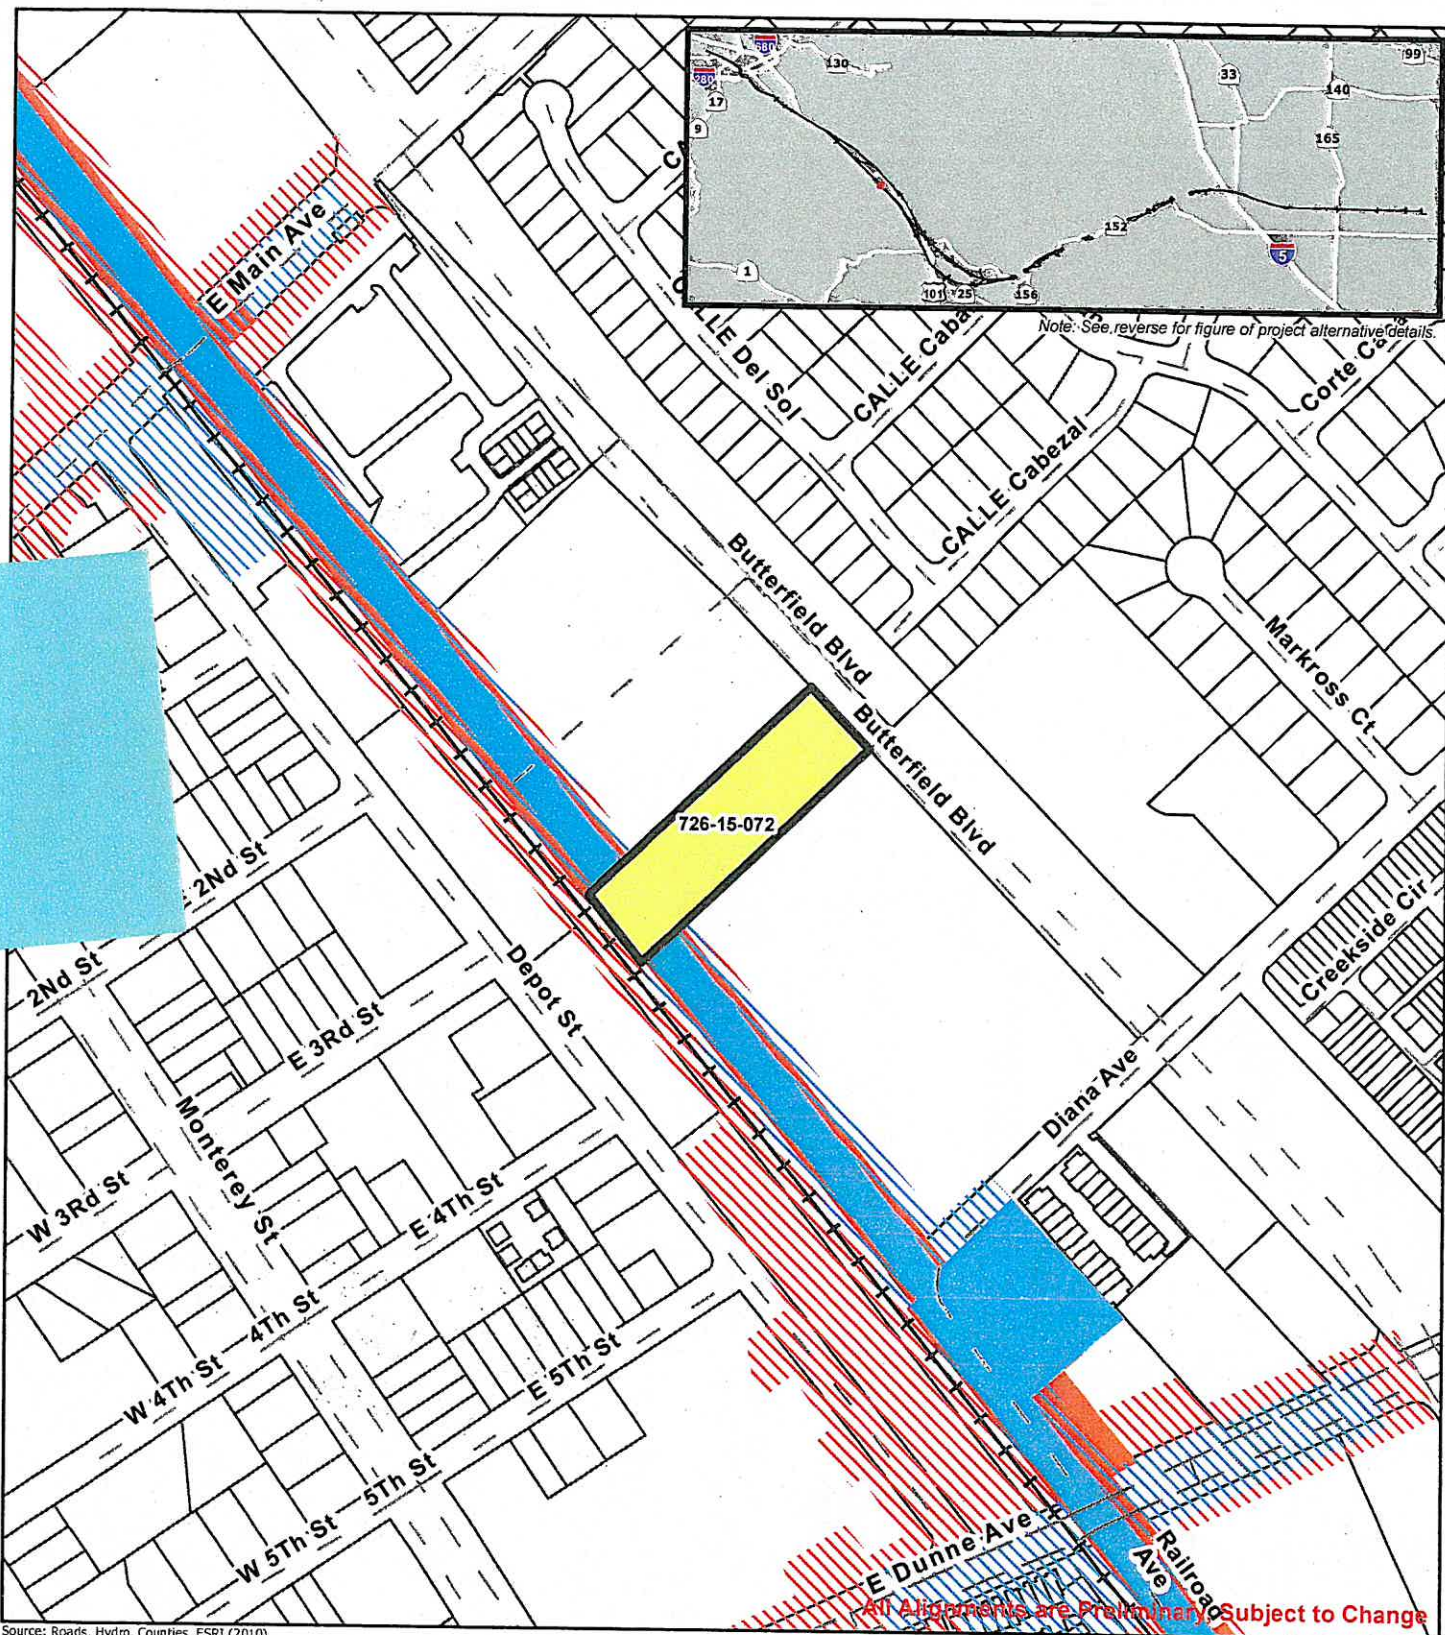 680
280
130
17
9
99
33
140
165
152
5
1
101
25
156
Note: See reverse for figure of project alternative details.
E Main Ave
CALLE Cabezal
Corte
Del Sol
CALLE Cabezal
Butterfield Blvd
Markross Ct
Butterfield Blvd
726-15-072
2Nd St
Creekside Cir
2Nd St
Depot St
E 3Rd St
Diana Ave
Monterey St
W 3Rd St
E 4Th St
4Th St
W 4Th St
E 5Th St
5Th St
W 5Th St
E Dunne Ave
Railroad
Ave
All Alignments are Preliminary, Subject to Change
Source: Roads, Hydro, Counties, ESRI (2010)